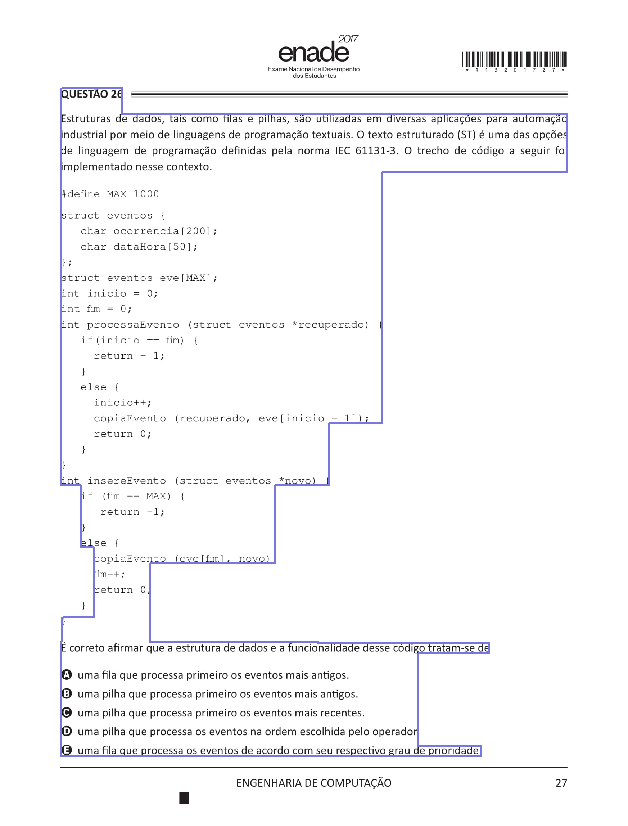 enade 2017
Exame Nacional de Desempenho
dos Estudantes
*R1320172 7*
QUESTÃO 26
Estruturas de dados, tais como filas e pilhas, são utilizadas em diversas aplicações para automação
industrial por meio de linguagens de programação textuais. O texto estruturado (ST) é uma das opções
de linguagem de programação definidas pela norma IEC 61131-3. O trecho de código a seguir fo
implementado nesse contexto.
#define MAX 1000
struct eventos {
char ocorrencia[200];
char dataHora[50];
};
struct eventos eve[MAX];
int inicio = 0;
int fim = 0;
int processaEvento (struct eventos *recuperado) {
if(inicio == fim) {
return - 1;
}
else {
inicio++;
copiaEvento (recuperado, eve[inicio - 1]);
return 0;
}
}
int insereEvento (struct eventos *novo) {
if (fim == MAX) {
return -1;
}
else {
copiaEvento (eve[fim], novo)
fim++;
return 0;
}
}
É correto afirmar que a estrutura de dados e a funcionalidade desse código tratam-se de
A uma fila que processa primeiro os eventos mais antigos.
B uma pilha que processa primeiro os eventos mais antigos.
C uma pilha que processa primeiro os eventos mais recentes.
D uma pilha que processa os eventos na ordem escolhida pelo operador
E uma fila que processa os eventos de acordo com seu respectivo grau de prioridade
ENGENHARIA DE COMPUTAÇÃO 27